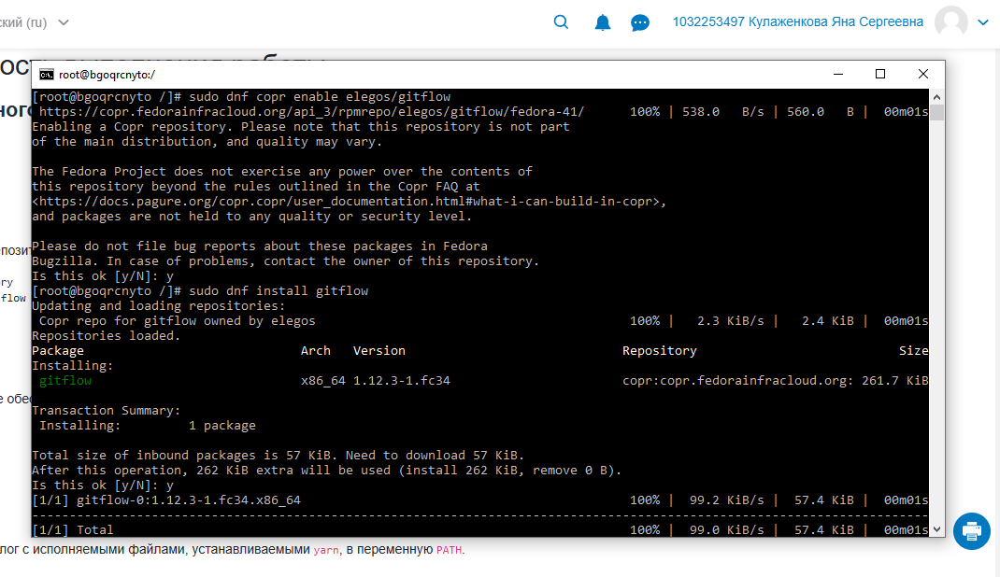 ский (ru)
1032253497 Кулаженкова Яна Сергеевна
root@bgoqrcnyto:/
[root@bgoqrcnyto /]# sudo dnf copr enable elegos/gitflow
https://copr.fedorainfracloud.org/api_3/rpmrepo/elegos/gitflow/fedora-41/ 100% | 538.0 B/s | 560.0 B | 00m01s
Enabling a Copr repository. Please note that this repository is not part
of the main distribution, and quality may vary.
The Fedora Project does not exercise any power over the contents of
this repository beyond the rules outlined in the Copr FAQ at
<https://docs.pagure.org/copr.copr/user_documentation.html#what-i-can-build-in-copr>,
and packages are not held to any quality or security level.
Please do not file bug reports about these packages in Fedora
Bugzilla. In case of problems, contact the owner of this repository.
Is this ok [y/N]: y
[root@bgoqrcnyto /]# sudo dnf install gitflow
Updating and loading repositories:
Copr repo for gitflow owned by elegos 100% | 2.3 KiB/s | 2.4 KiB | 00m01s
Repositories loaded.
Package Arch Version Repository Size
Installing:
gitflow x86_64 1.12.3-1.fc34 copr:copr.fedorainfracloud.org: 261.7 KiB
Transaction Summary:
Installing: 1 package
Total size of inbound packages is 57 KiB. Need to download 57 KiB.
After this operation, 262 KiB extra will be used (install 262 KiB, remove 0 B).
Is this ok [y/N]: y
[1/1] gitflow-0:1.12.3-1.fc34.x86_64 100% | 99.2 KiB/s | 57.4 KiB | 00m01s
--------------------------------------------------------------------------------
[1/1] Total 100% | 99.0 KiB/s | 57.4 KiB | 00m01s
ного
позит
ry
flow
е обес
лог с исполняемыми файлами, устанавливаемыми yarn, в переменную PATH.